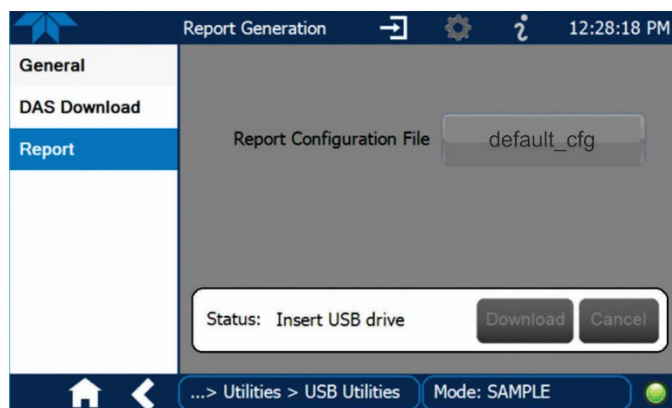 Report Generation
12:28:18 PM
General
DAS Download
Report
Report Configuration File
default_cfg
Status: Insert USB drive
Download
Cancel
...> Utilities > USB Utilities
Mode: SAMPLE